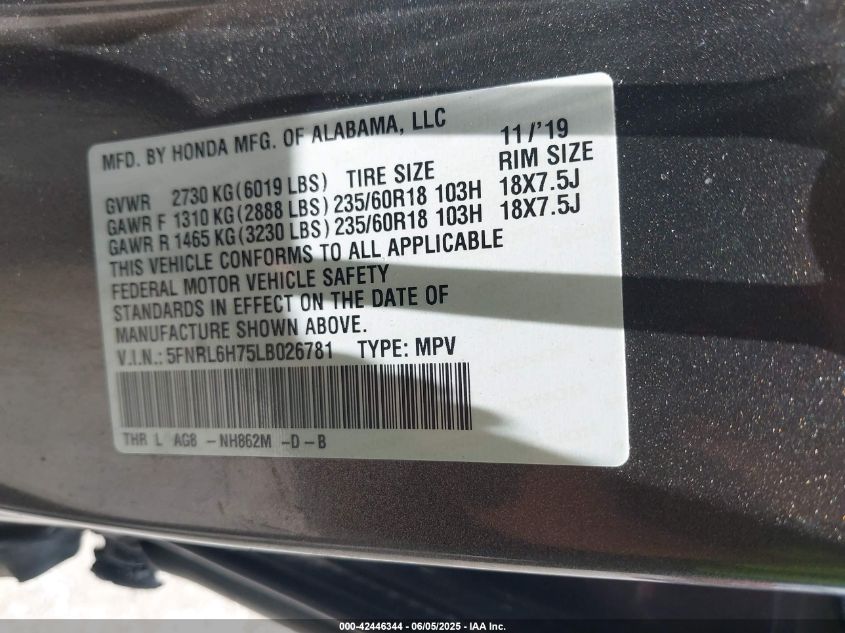 MFD. BY HONDA MFG. OF ALABAMA, LLC 11/'19
GVWR 2730 KG(6019 LBS) TIRE SIZE RIM SIZE
GAWR F 1310 KG(2888 LBS) 235/60R18 103H 18X7.5J
GAWR R 1465 KG(3230 LBS) 235/60R18 103H 18X7.5J
THIS VEHICLE CONFORMS TO ALL APPLICABLE
FEDERAL MOTOR VEHICLE SAFETY
STANDARDS IN EFFECT ON THE DATE OF
MANUFACTURE SHOWN ABOVE.
V.I.N.: 5FNRL6H75LB026781 TYPE: MPV
THR L AG8 - NH862M -D - B
000-42446344 / 06/05/2025 - IAA Inc.